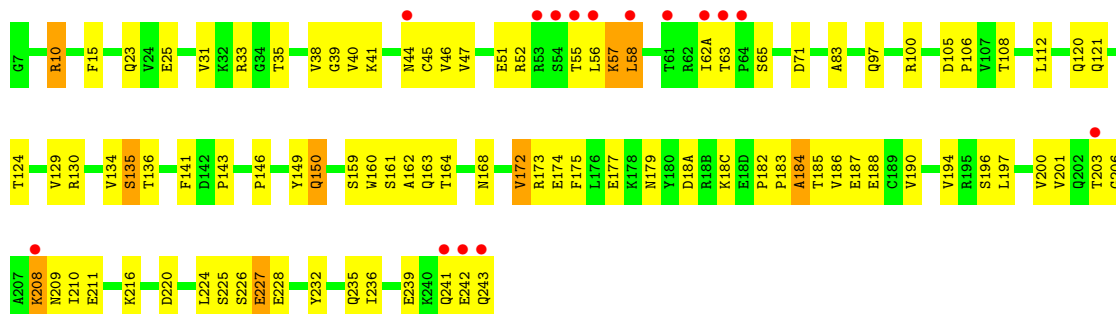 G7 R10 F15 Q23 V24 E25 V31 K32 R33 G34 T35 V38 G39 V40 K41 N44 C45 V46 V47 E51 R52 R53 S54 T55 L56 K57 L58 T61 R62 I62A T63 P64 S65 D71 A83 Q97 R100 D105 P106 V107 T108 L112 Q120 Q121
T124 V129 R130 V134 S135 T136 F141 D142 P143 P146 Y149 Q150 S159 W160 S161 A162 Q163 T164 N168 V172 R173 E174 F175 L176 E177 K178 N179 Y180 D18A R18B K18C E18D P182 P183 A184 T185 V186 E187 E188 C189 V190 V194 R195 S196 L197 V200 V201 Q202 T203 G206
A207 K208 N209 I210 E211 K216 D220 L224 S225 S226 E227 E228 Y232 Q235 I236 E239 K240 Q241 E242 Q243